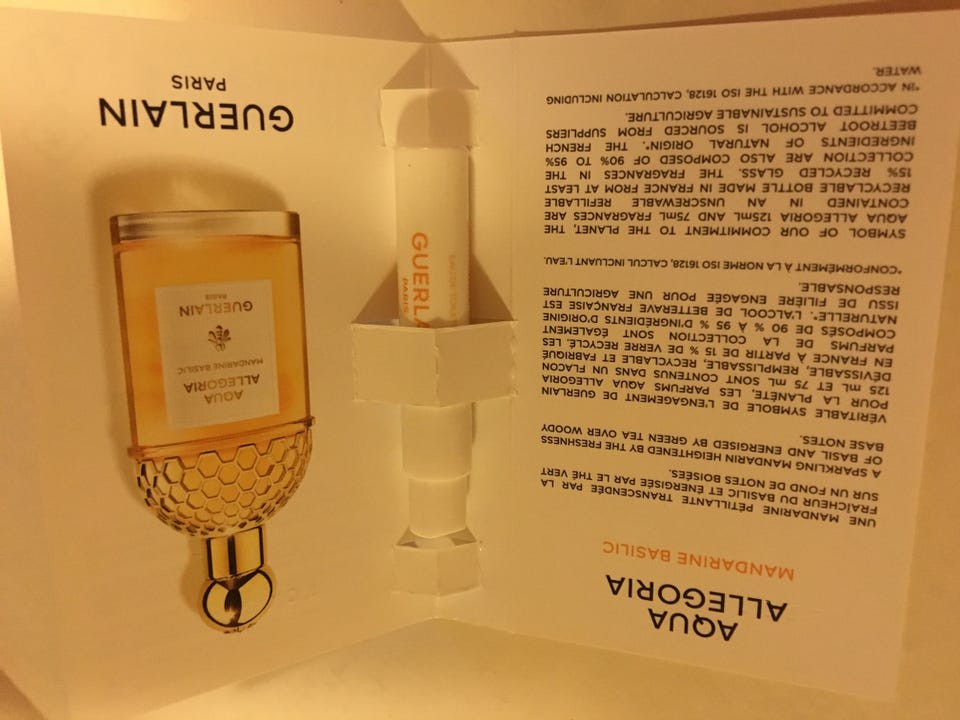 AQUA
ALLEGORIA
MANDARINE BASILIC
UNE MANDARINE PÉTILLANTE TRANSCENDÉE PAR LA
FRAÎCHEUR DU BASILIC ET ÉNERGISÉE PAR LE THÉ VERT
SUR UN FOND DE NOTES BOISÉES.
A SPARKLING MANDARIN HEIGHTENED BY THE FRESHNESS
OF BASIL AND ENERGISED BY GREEN TEA OVER WOODY
BASE NOTES.
VÉRITABLE SYMBOLE DE L'ENGAGEMENT DE GUERLAIN
POUR LA PLANÈTE, LES PARFUMS AQUA ALLEGORIA
125 mL ET 75 mL SONT CONTENUS DANS UN FLACON
DÉVISSABLE, REMPLISSABLE, RECYCLABLE ET FABRIQUÉ
EN FRANCE À PARTIR DE 15 % DE VERRE RECYCLÉ. LES
PARFUMS DE LA COLLECTION SONT ÉGALEMENT
COMPOSÉS DE 90 % À 95 % D'INGRÉDIENTS D'ORIGINE
NATURELLE*. L'ALCOOL DE BETTERAVE FRANÇAISE EST
ISSU DE FILIÈRE ENGAGÉE POUR UNE AGRICULTURE
RESPONSABLE.
*CONFORMÉMENT À LA NORME ISO 16128, CALCUL INCLUANT L'EAU.
SYMBOL OF OUR COMMITMENT TO THE PLANET, THE
AQUA ALLEGORIA 125mL AND 75mL FRAGRANCES ARE
CONTAINED IN AN UNSCREWABLE REFILLABLE
RECYCLABLE BOTTLE MADE IN FRANCE FROM AT LEAST
15% RECYCLED GLASS. THE FRAGRANCES IN THE
COLLECTION ARE ALSO COMPOSED OF 90% TO 95%
INGREDIENTS OF NATURAL ORIGIN*. THE FRENCH
BEETROOT ALCOHOL IS SOURCED FROM SUPPLIERS
COMMITTED TO SUSTAINABLE AGRICULTURE.
*IN ACCORDANCE WITH THE ISO 16128, CALCULATION INCLUDING
WATER.
EAU DE TOI
GUERLA
PARIS
AQUA
ALLEGORIA
MANDARINE BASILIC
GUERLAIN
PARIS
GUERLAIN
PARIS